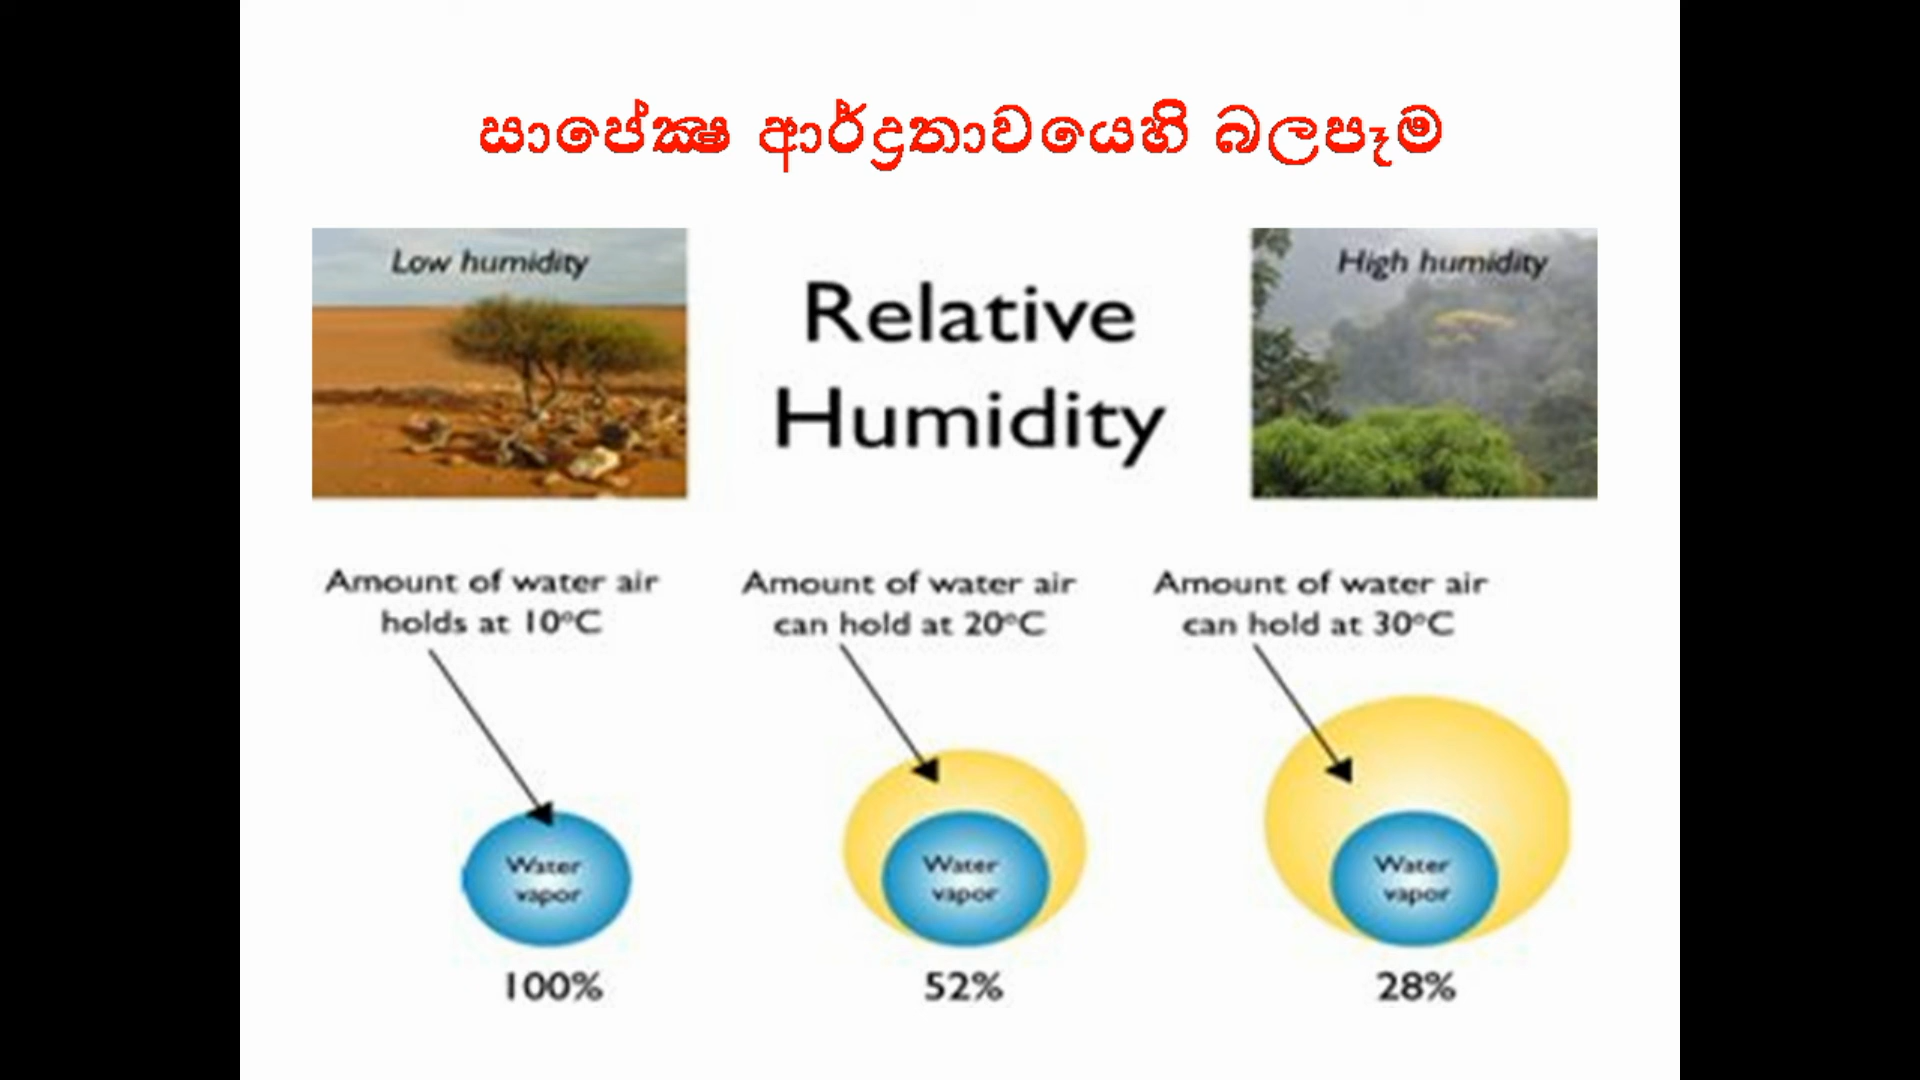 සාපේක්ෂ ආර්ද්‍රතාවයෙහි බලපෑම
Low humidity
Relative
Humidity
High humidity
Amount of water air
holds at 10°C
Amount of water air
can hold at 20°C
Amount of water air
can hold at 30°C
Water
vapor
Water
vapor
Water
vapor
100%
52%
28%